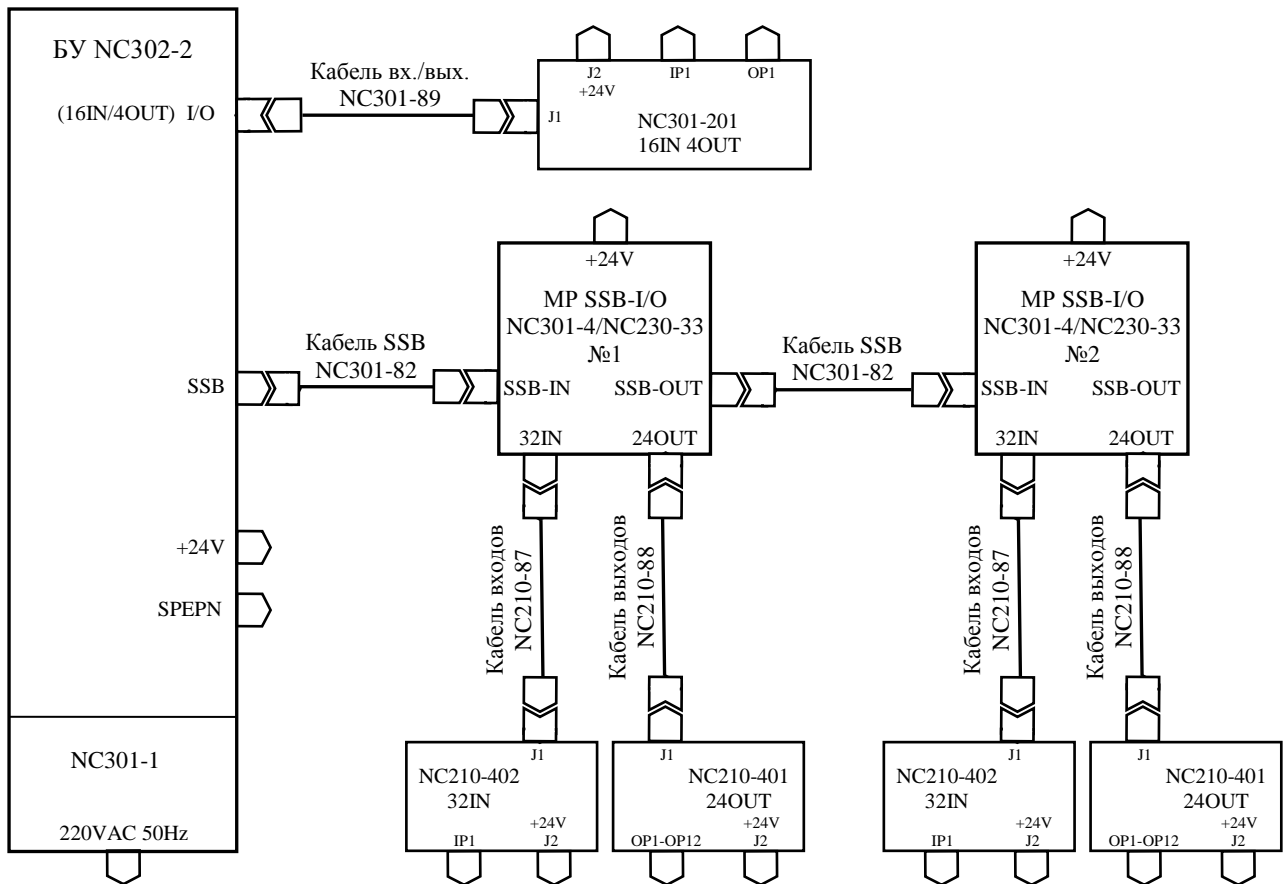 БУ NC302-2
(16IN/4OUT) I/O
SSB
+24V
SPEPN
NC301-1
220VAC 50Hz
Кабель вх./вых.
NC301-89
J2
+24V
IP1
OP1
J1
NC301-201
16IN 4OUT
Кабель SSB
NC301-82
+24V
МР SSB-I/O
NC301-4/NC230-33
№1
SSB-IN SSB-OUT
32IN 24OUT
Кабель SSB
NC301-82
+24V
МР SSB-I/O
NC301-4/NC230-33
№2
SSB-IN SSB-OUT
32IN 24OUT
Кабель входов
NC210-87
Кабель выходов
NC210-88
Кабель входов
NC210-87
Кабель выходов
NC210-88
J1
NC210-402
32IN
+24V
IP1 J2
J1
NC210-401
24OUT
+24V
OP1-OP12 J2
J1
NC210-402
32IN
+24V
IP1 J2
J1
NC210-401
24OUT
+24V
OP1-OP12 J2